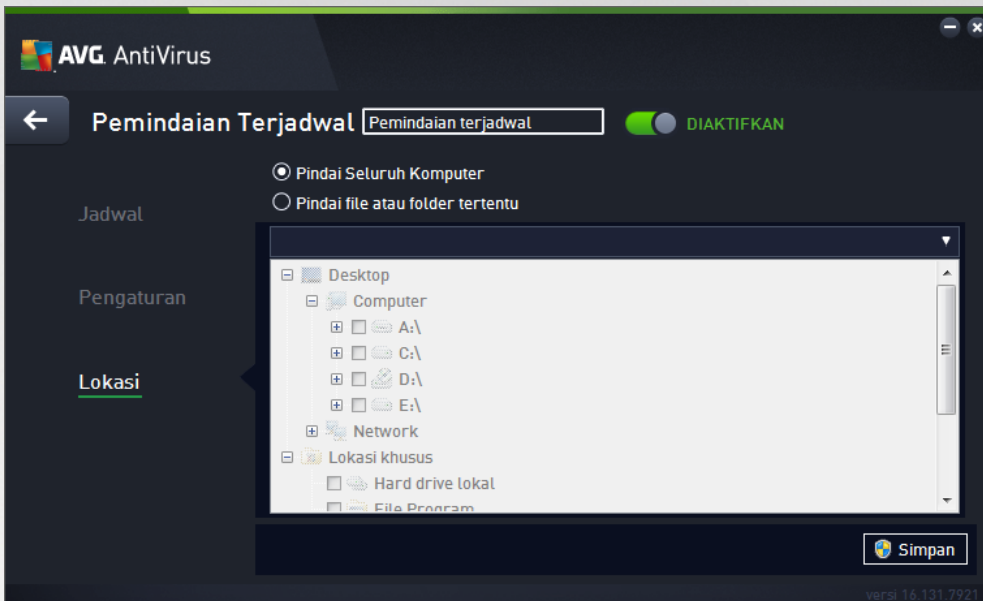 AVG. AntiVirus
Pemindaian Terjadwal Pemindaian terjadwal DIAKTIFKAN
Pindai Seluruh Komputer
Pindai file atau folder tertentu
Jadwal
Pengaturan
Lokasi
Desktop
Computer
A:\
C:\
D:\
E:\
Network
Lokasi khusus
Hard drive lokal
File Program
Simpan
versi 16.131.7921